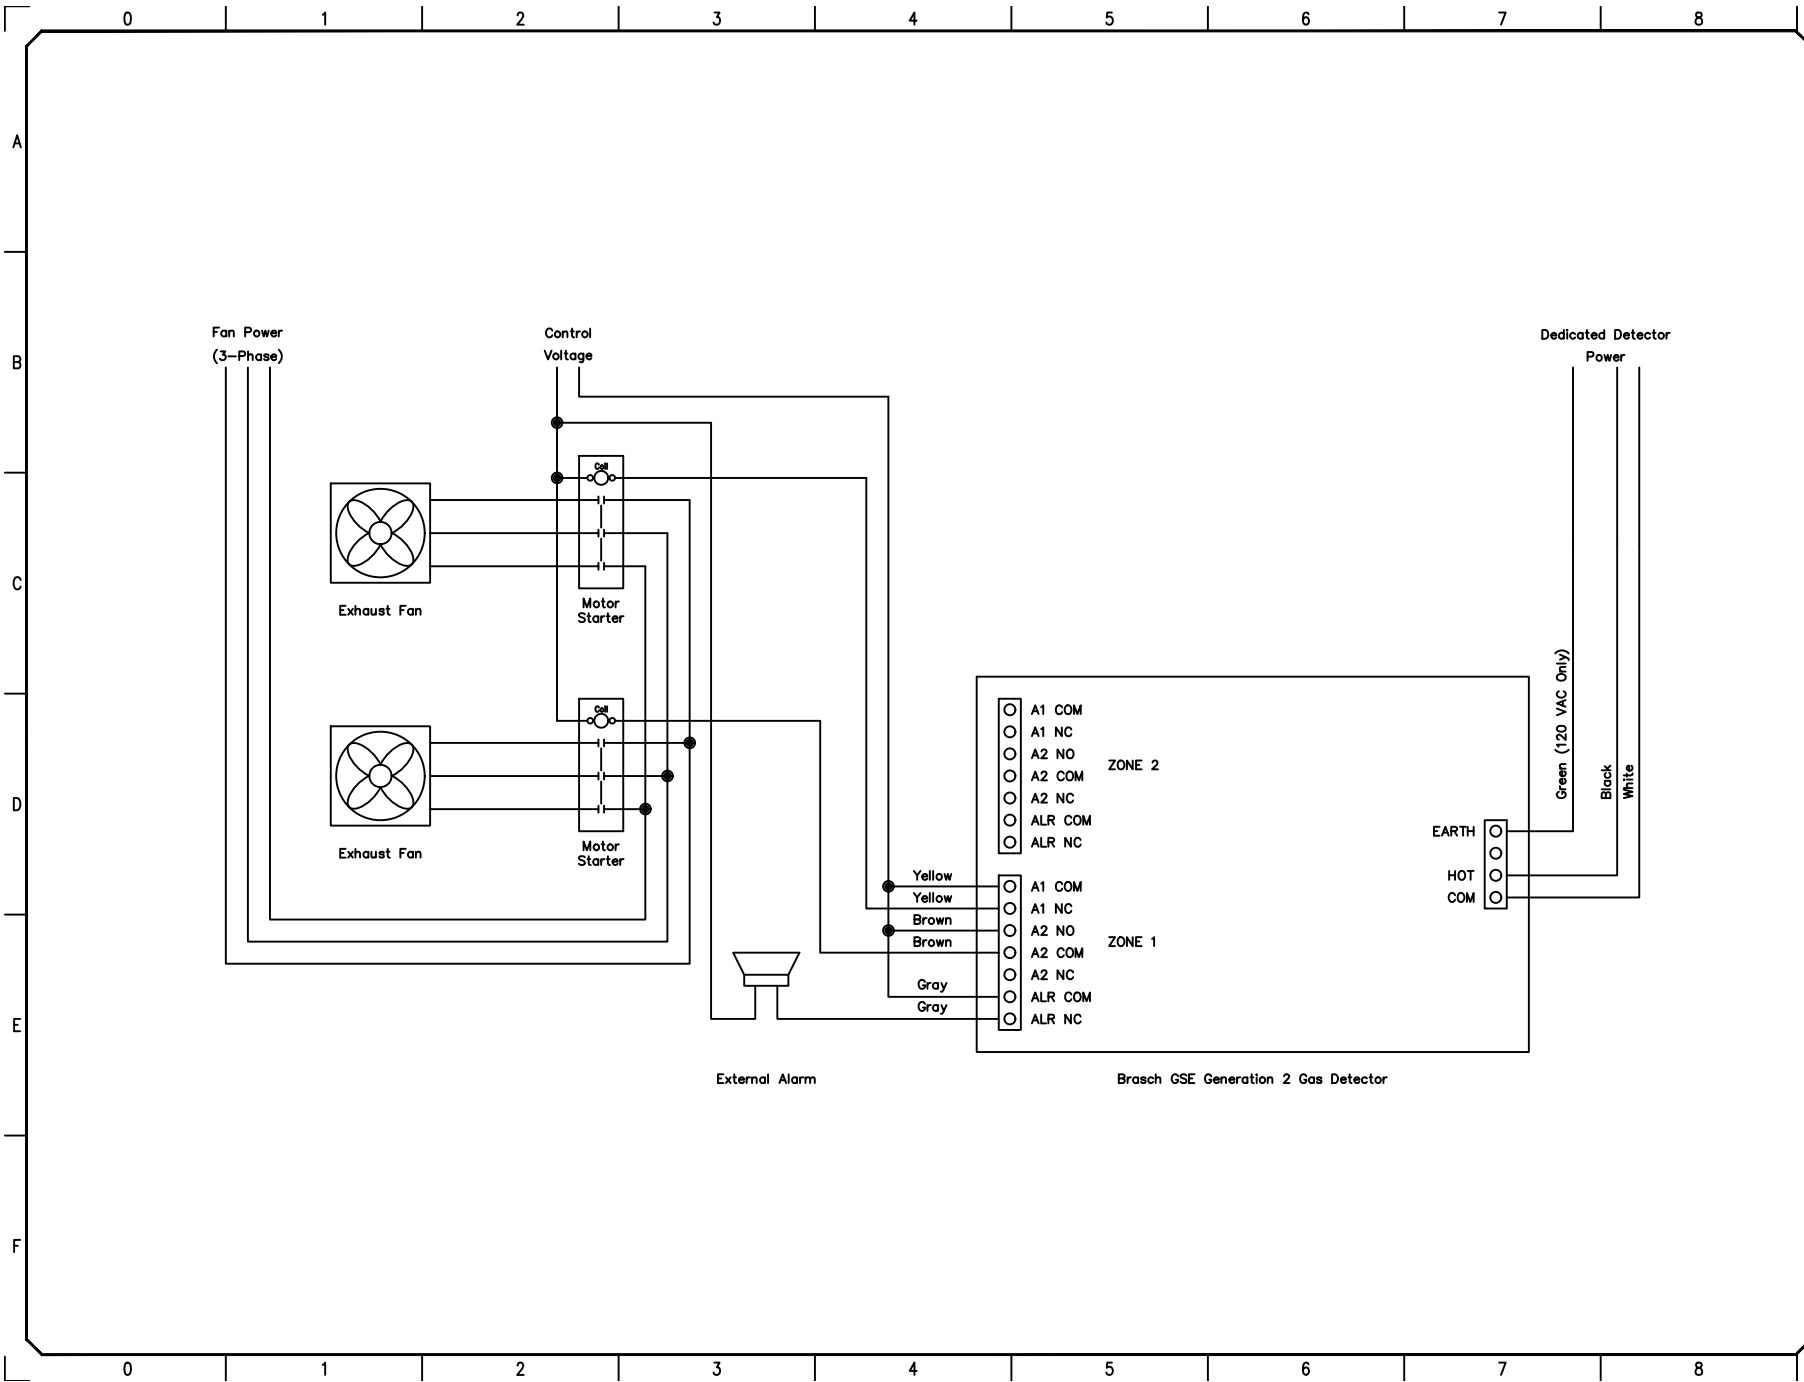 0 1 2 3 4 5 6 7 8
A
B
C
D
E
F
Fan Power
(3-Phase)
Control
Voltage
Dedicated Detector
Power
Coil
Exhaust Fan
Motor
Starter
Coil
Exhaust Fan
Motor
Starter
Green (120 VAC Only)
Black
White
A1 COM
A1 NC
A2 NO
A2 COM
A2 NC
ALR COM
ALR NC
ZONE 2
EARTH
HOT
COM
Yellow
Yellow
Brown
Brown
Gray
Gray
A1 COM
A1 NC
A2 NO
A2 COM
A2 NC
ALR COM
ALR NC
ZONE 1
External Alarm
Brasch GSE Generation 2 Gas Detector
0 1 2 3 4 5 6 7 8